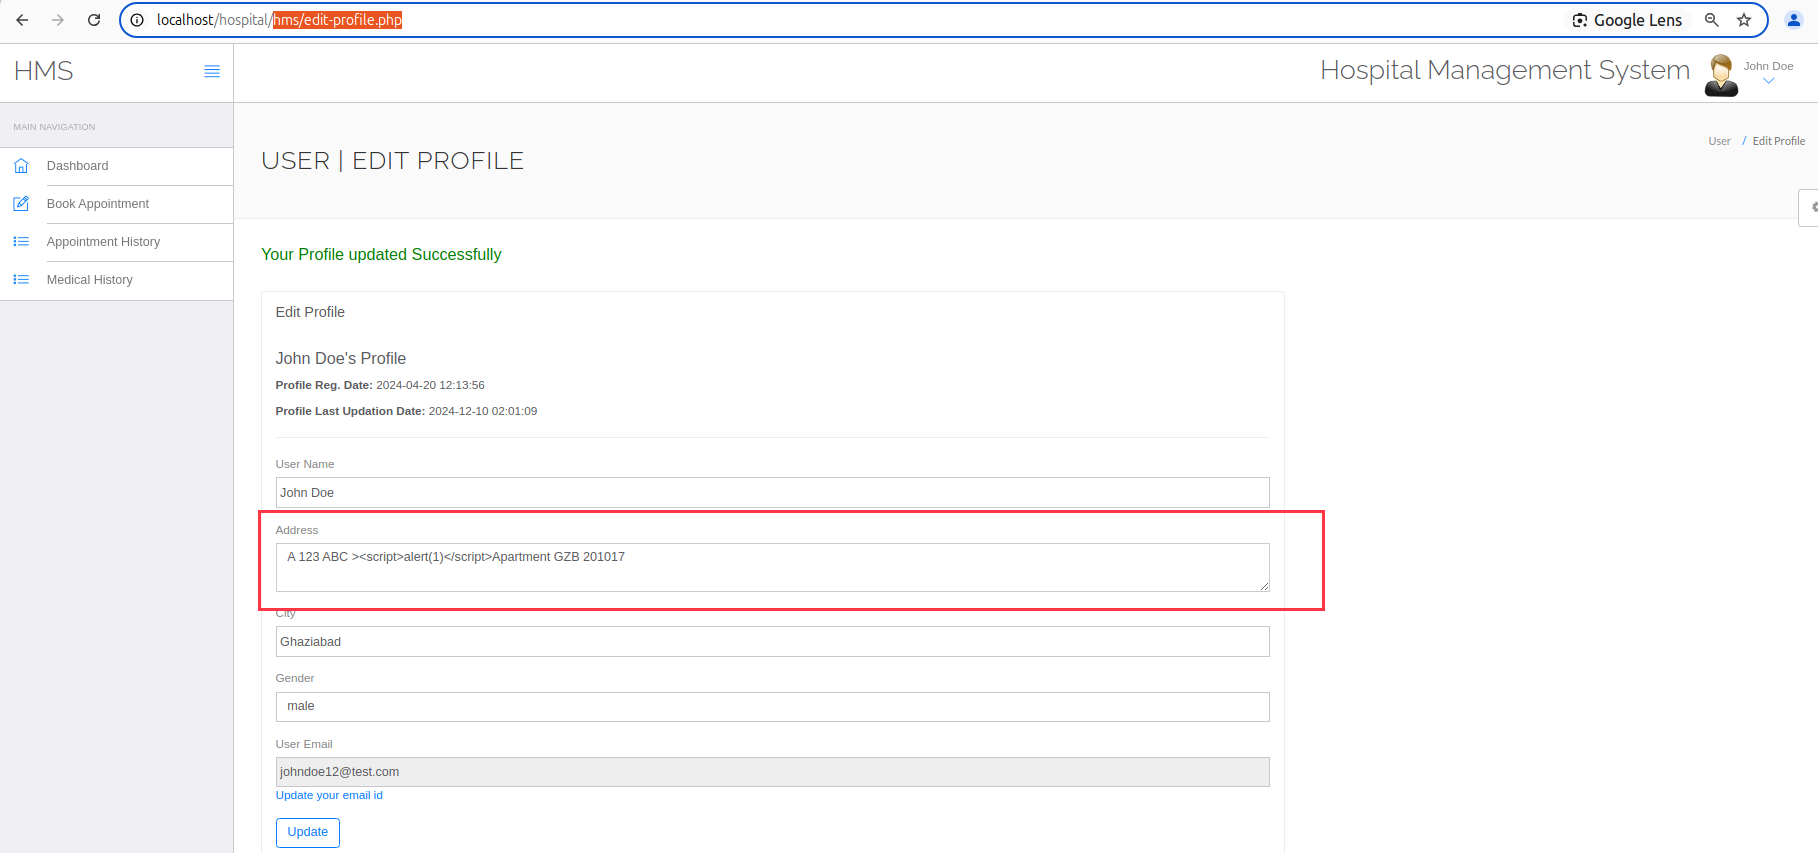 localhost/hospital/hms/edit-profile.php
Google Lens
HMS
Hospital Management System
John Doe
MAIN NAVIGATION
Dashboard
Book Appointment
Appointment History
Medical History
USER | EDIT PROFILE
User / Edit Profile
Your Profile updated Successfully
Edit Profile
John Doe's Profile
Profile Reg. Date: 2024-04-20 12:13:56
Profile Last Updation Date: 2024-12-10 02:01:09
User Name
John Doe
Address
A 123 ABC ><script>alert(1)</script>Apartment GZB 201017
City
Ghaziabad
Gender
male
User Email
johndoe12@test.com
Update your email id
Update